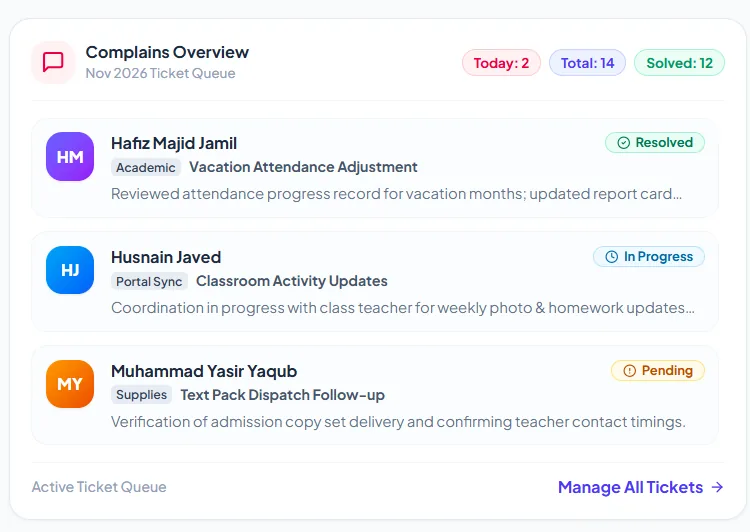 Complains Overview
Nov 2026 Ticket Queue
Today: 2
Total: 14
Solved: 12
HM
Hafiz Majid Jamil
Resolved
Academic
Vacation Attendance Adjustment
Reviewed attendance progress record for vacation months; updated report card...
HJ
Husnain Javed
In Progress
Portal Sync
Classroom Activity Updates
Coordination in progress with class teacher for weekly photo & homework updates...
MY
Muhammad Yasir Yaqub
Pending
Supplies
Text Pack Dispatch Follow-up
Verification of admission copy set delivery and confirming teacher contact timings.
Active Ticket Queue
Manage All Tickets →